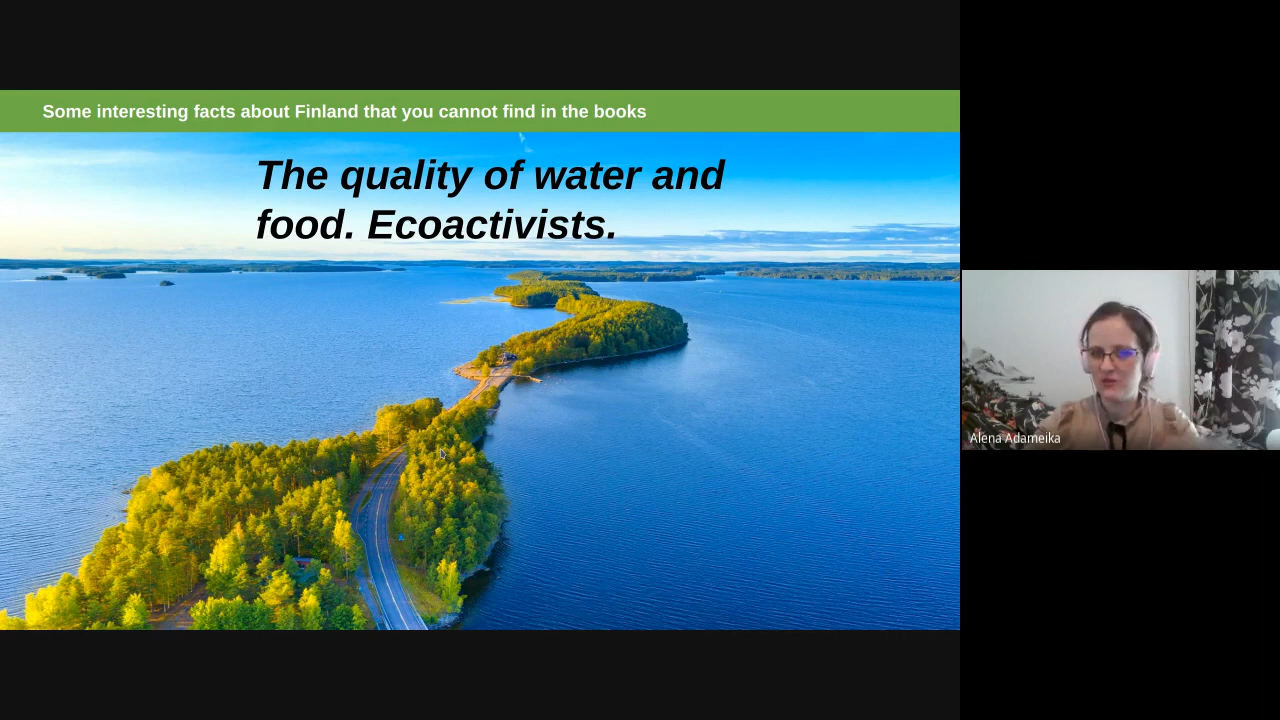 Some interesting facts about Finland that you cannot find in the books
The quality of water and
food. Ecoactivists.
Alena Adameika